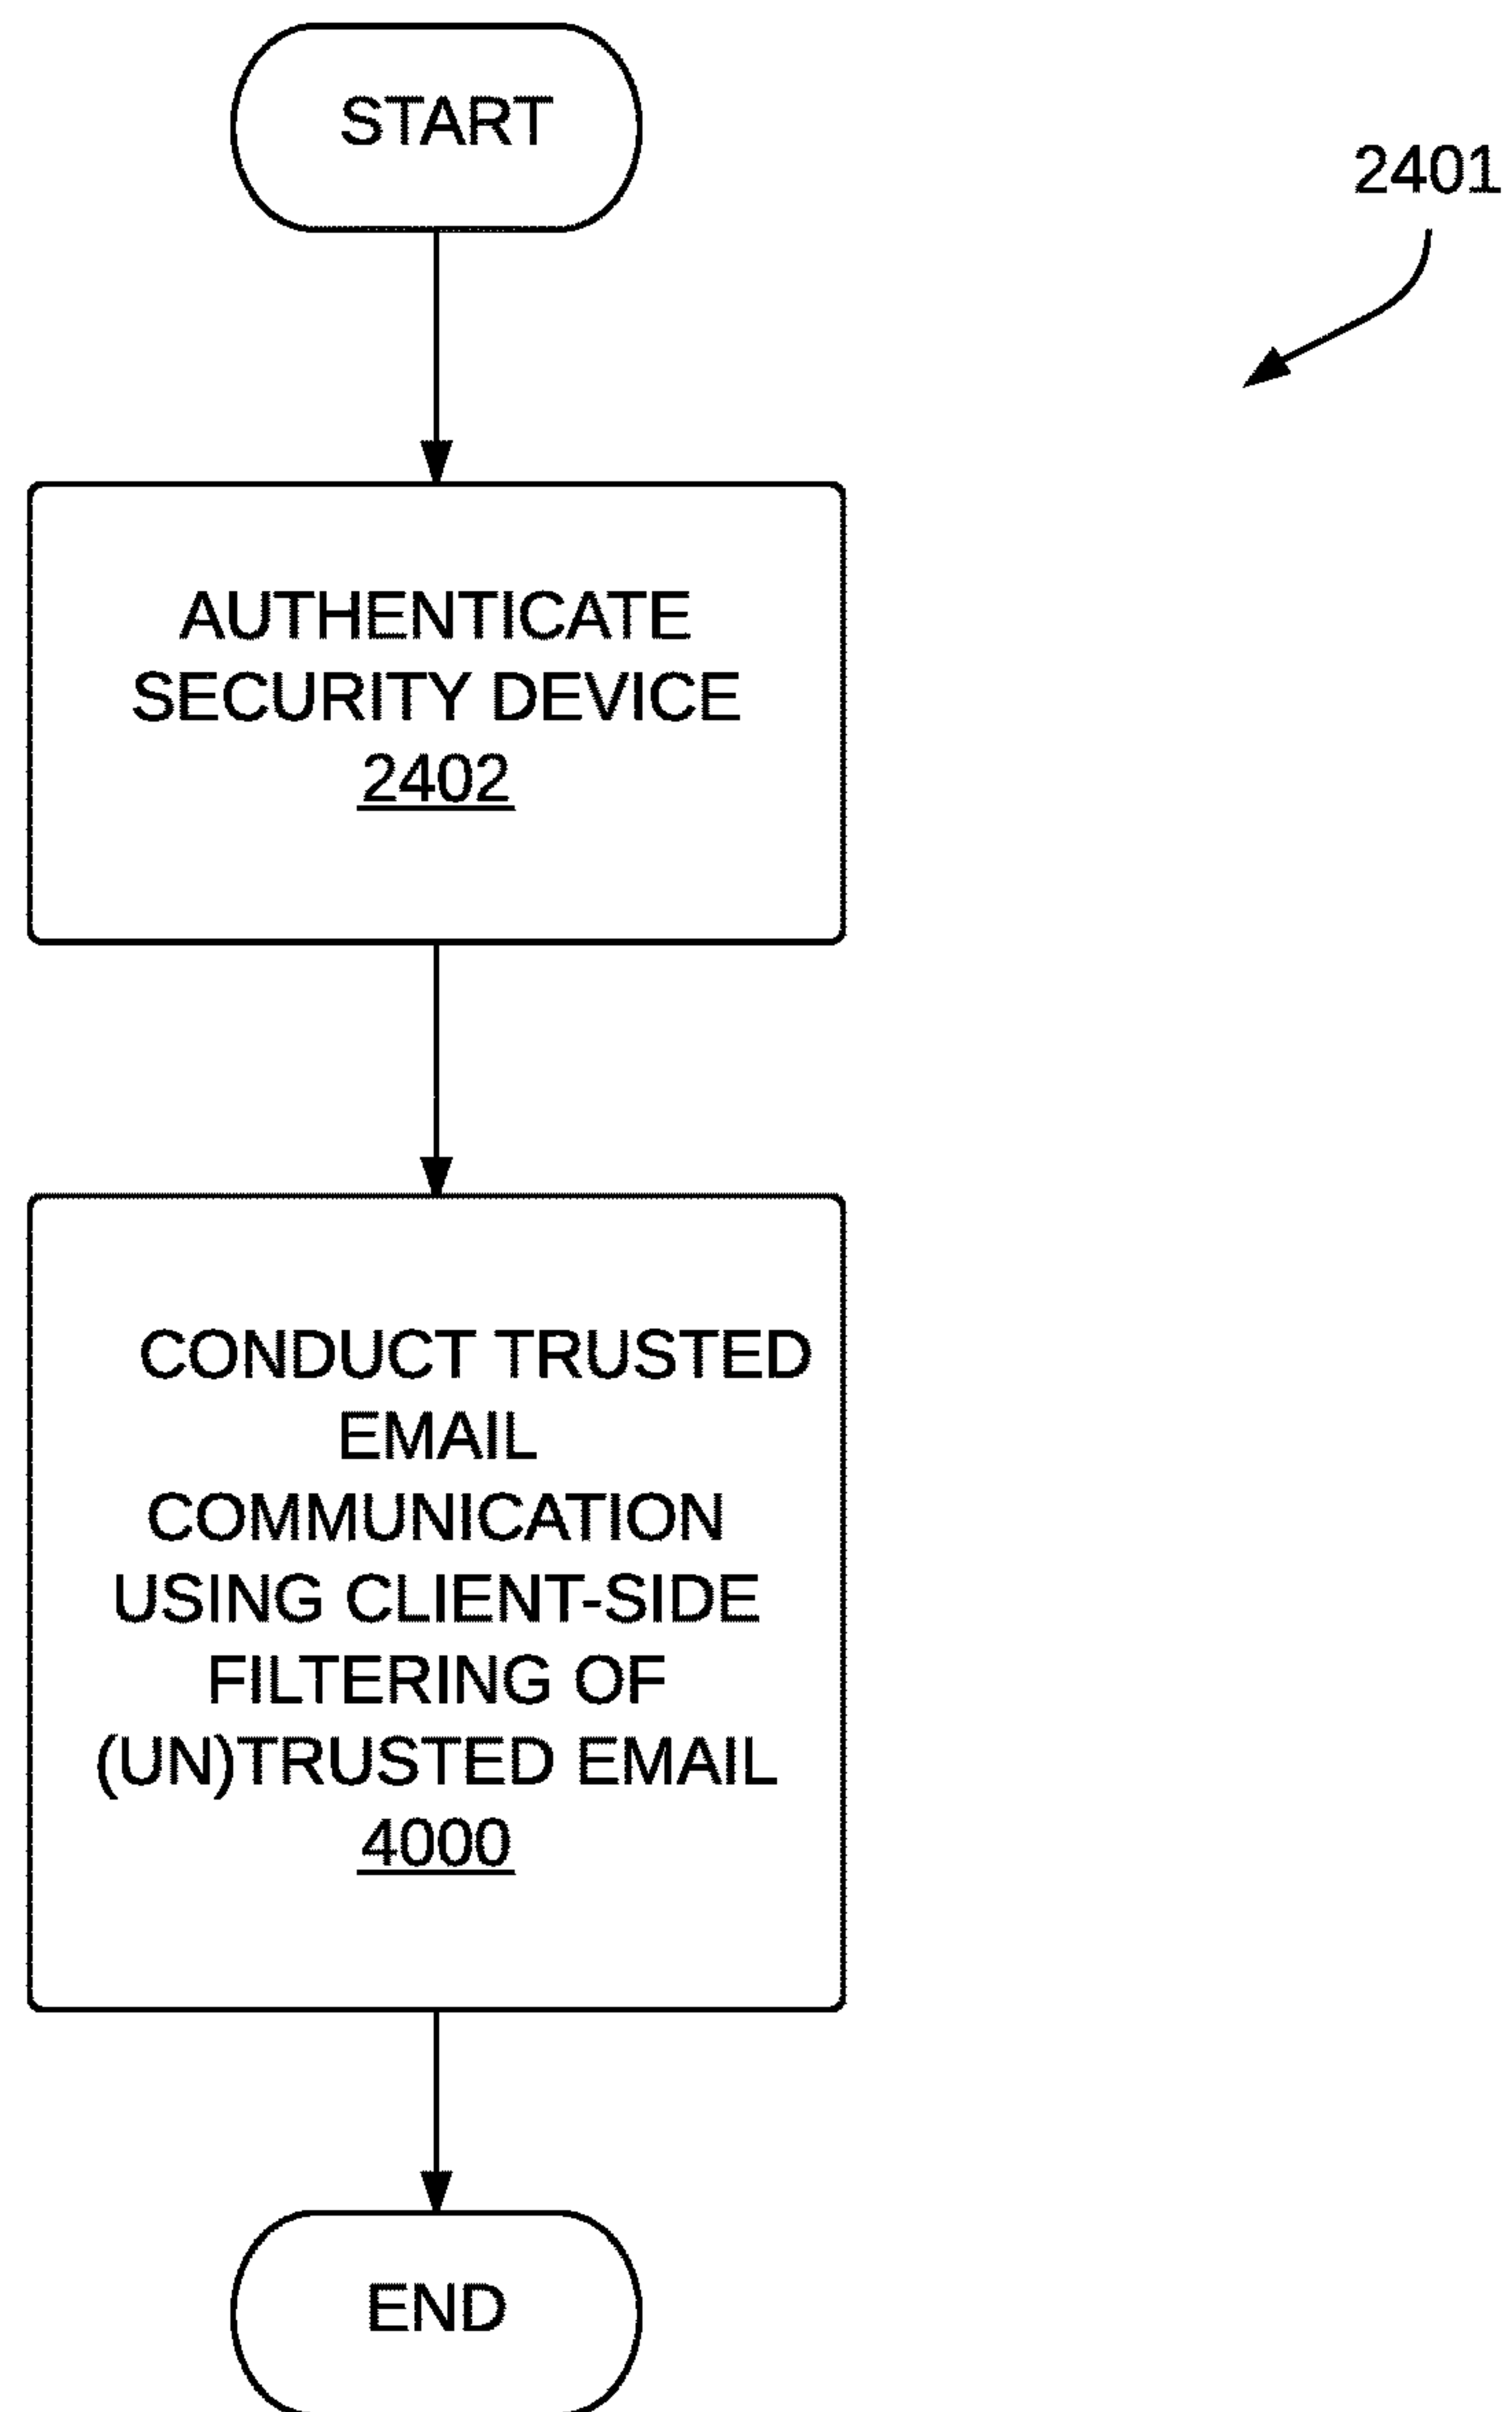 START
2401
AUTHENTICATE
SECURITY DEVICE
2402
CONDUCT TRUSTED
EMAIL
COMMUNICATION
USING CLIENT-SIDE
FILTERING OF
(UN)TRUSTED EMAIL
4000
END